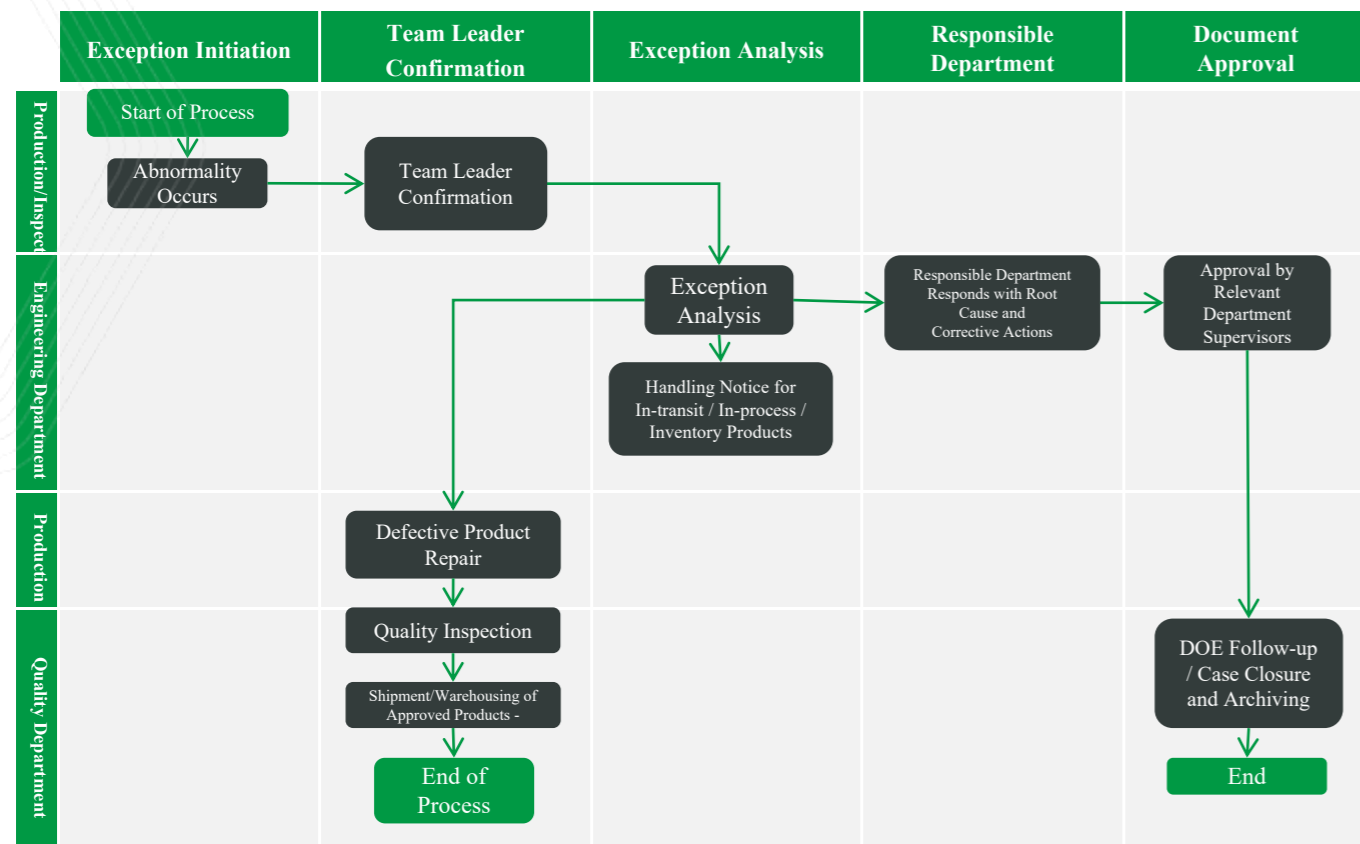 Exception Initiation
Team Leader
Confirmation
Exception Analysis
Responsible
Department
Document
Approval
Production/Inspect
Start of Process
Abnormality
Occurs
Team Leader
Confirmation
Engineering Department
Exception
Analysis
Responsible Department
Responds with Root
Cause and
Corrective Actions
Approval by
Relevant
Department
Supervisors
Handling Notice for
In-transit / In-process /
Inventory Products
Production
Defective Product
Repair
Quality Department
Quality Inspection
Shipment/Warehousing of
Approved Products -
End of
Process
DOE Follow-up
/ Case Closure
and Archiving
End